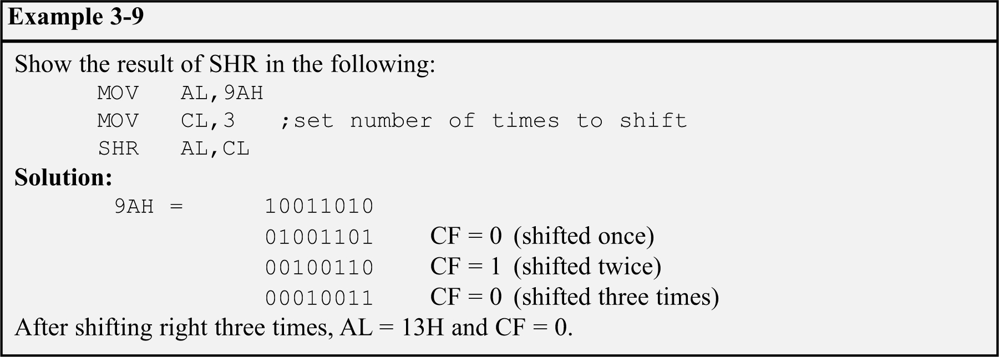 Example 3-9
Show the result of SHR in the following:
MOV AL,9AH
MOV CL,3 ;set number of times to shift
SHR AL,CL
Solution:
9AH = 10011010
01001101 CF = 0 (shifted once)
00100110 CF = 1 (shifted twice)
00010011 CF = 0 (shifted three times)
After shifting right three times, AL = 13H and CF = 0.